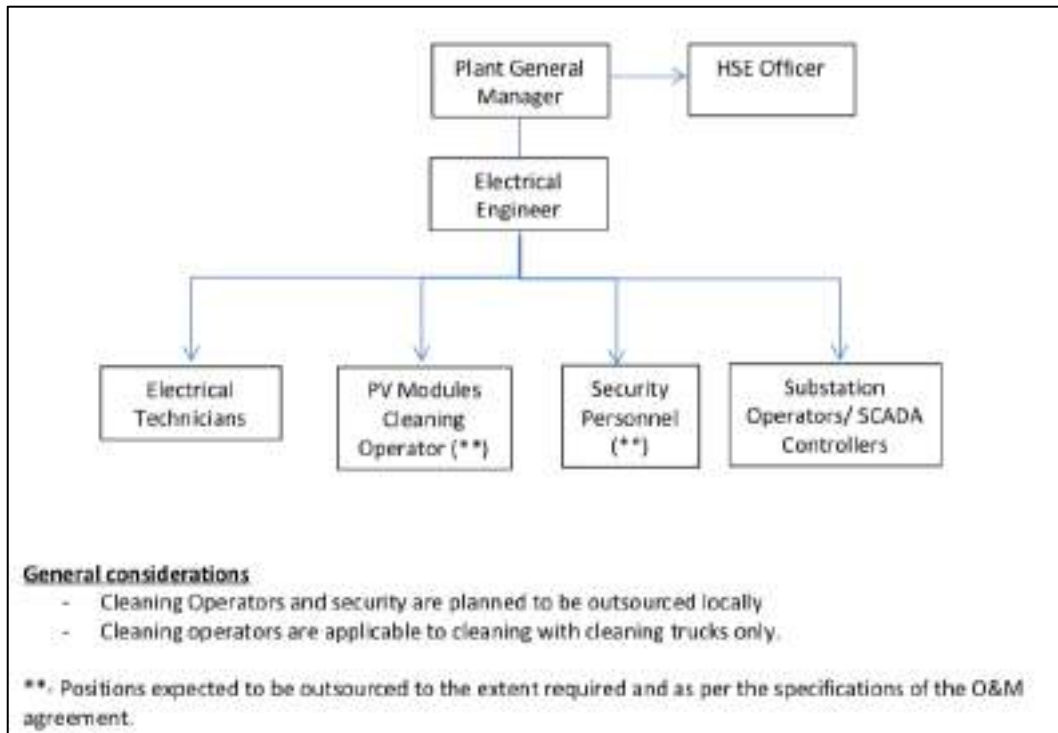 Plant General
Manager
HSE Officer
Electrical
Engineer
Electrical
Technicians
PV Modules
Cleaning
Operator (**)
Security
Personnel
(**)
Substation
Operators/ SCADA
Controllers
General considerations
- Cleaning Operators and security are planned to be outsourced locally
- Cleaning operators are applicable to cleaning with cleaning trucks only.
**- Positions expected to be outsourced to the extent required and as per the specifications of the O&M
agreement.